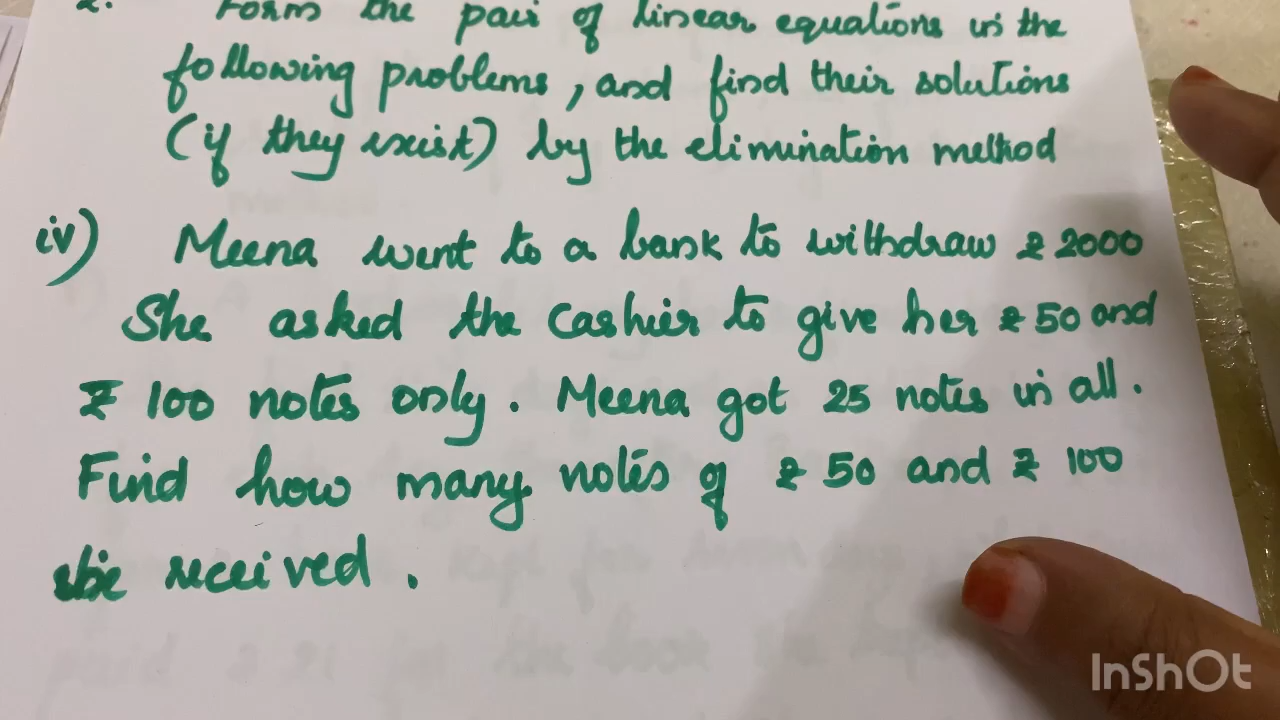 2. Form the pair of linear equations in the
following problems, and find their solutions
(if they exist) by the elimination method
iv) Meena went to a bank to withdraw ₹ 2000
She asked the cashier to give her ₹ 50 and
₹ 100 notes only. Meena got 25 notes in all.
Find how many notes of ₹ 50 and ₹ 100
she received.
InShOt